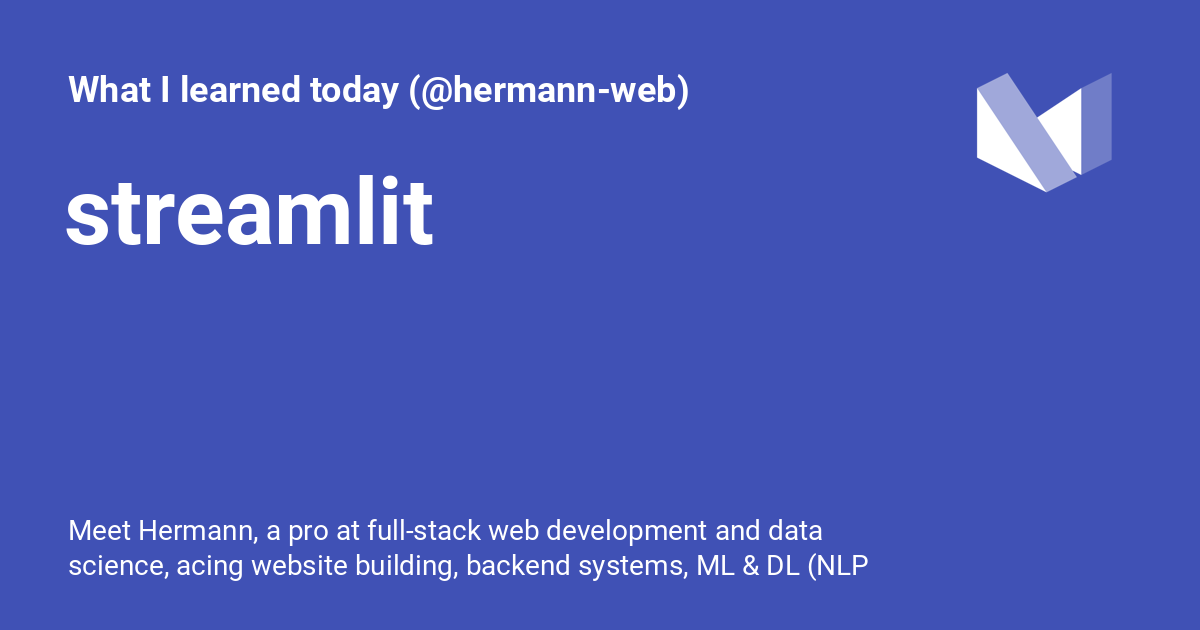 What I learned today (@hermann-web)
streamlit
Meet Hermann, a pro at full-stack web development and data
science, acing website building, backend systems, ML & DL (NLP